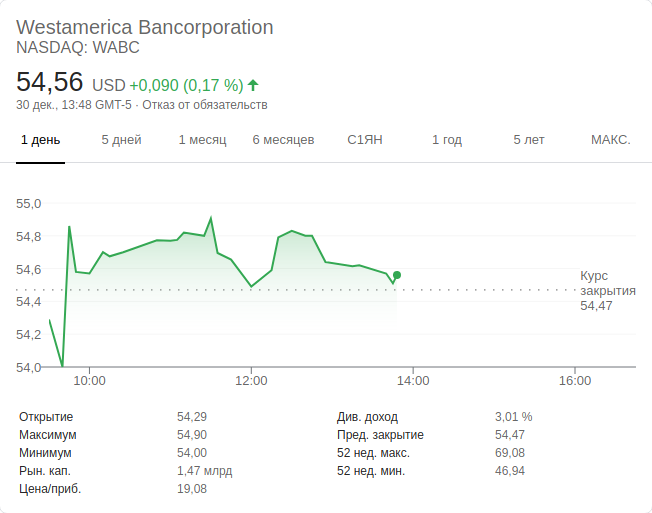 Westamerica Bancorporation
NASDAQ: WABC
54,56 USD +0,090 (0,17 %)
30 дек., 13:48 GMT-5 · Отказ от обязательств
1 день 5 дней 1 месяц 6 месяцев С1ЯН 1 год 5 лет МАКС.
55,0
54,8
54,6
54,4
54,2
54,0
Курс
закрытия
54,47
10:00 12:00 14:00 16:00
Открытие 54,29 Див. доход 3,01 %
Максимум 54,90 Пред. закрытие 54,47
Минимум 54,00 52 нед. макс. 69,08
Рын. кап. 1,47 млрд 52 нед. мин. 46,94
Цена/приб. 19,08